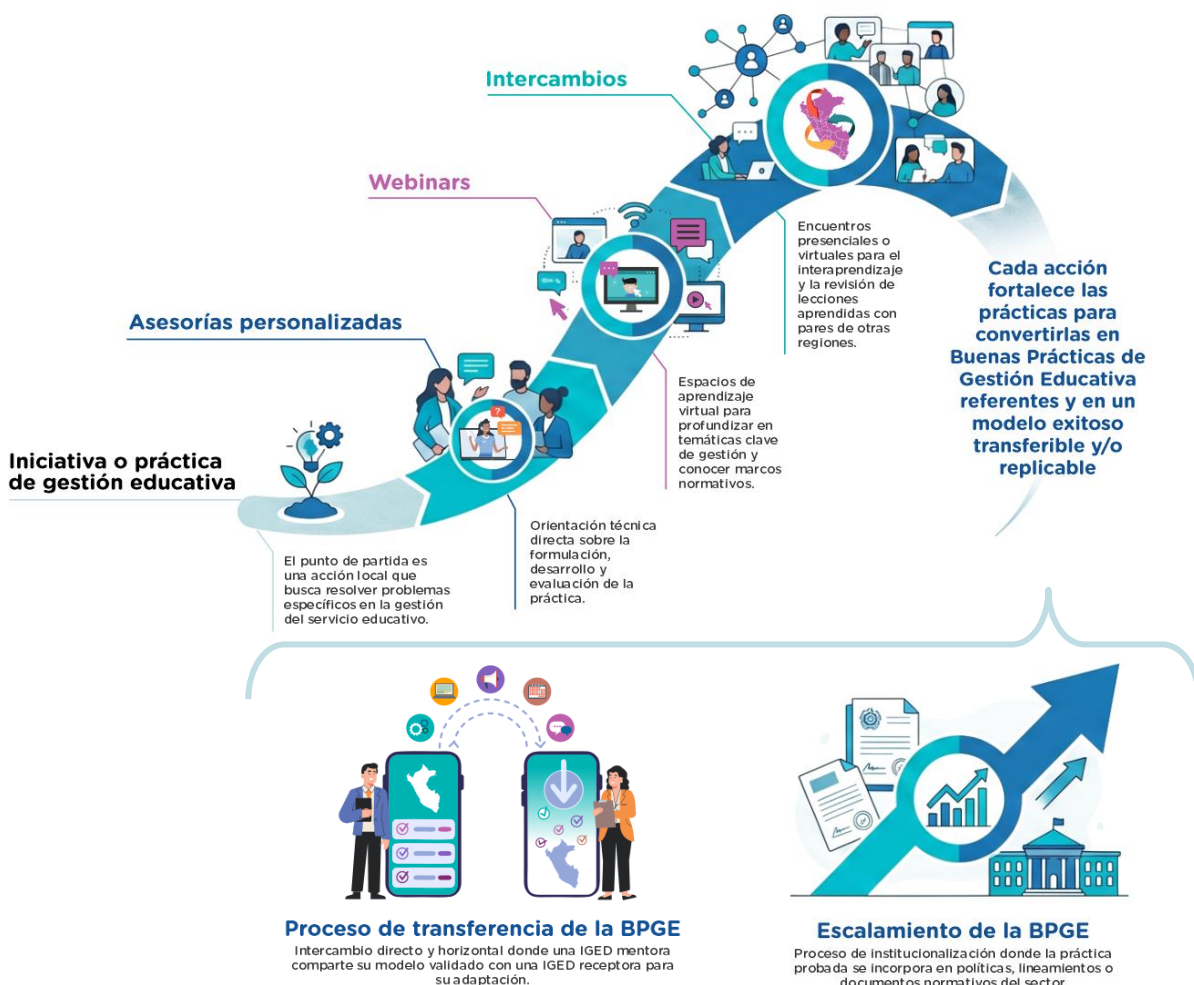 Intercambios
Webinars
Asesorías personalizadas
Iniciativa o práctica
de gestión educativa
El punto de partida es
una acción local que
busca resolver problemas
específicos en la gestión
del servicio educativo.
Orientación técnica
directa sobre la
formulación,
desarrollo y
evaluación de la
práctica.
Espacios de
aprendizaje
virtual para
profundizar en
temáticas clave
de gestión y
conocer marcos
normativos.
Encuentros
presenciales o
virtuales para el
interaprendizaje
y la revisión de
lecciones
aprendidas con
pares de otras
regiones.
Cada acción
fortalece las
prácticas para
convertirlas en
Buenas Prácticas de
Gestión Educativa
referentes y en un
modelo exitoso
transferible y/o
replicable
Proceso de transferencia de la BPGE
Intercambio directo y horizontal donde una IGED mentora
comparte su modelo validado con una IGED receptora para
su adaptación.
Escalamiento de la BPGE
Proceso de institucionalización donde la práctica
probada se incorpora en políticas, lineamientos o
documentos normativos del sector